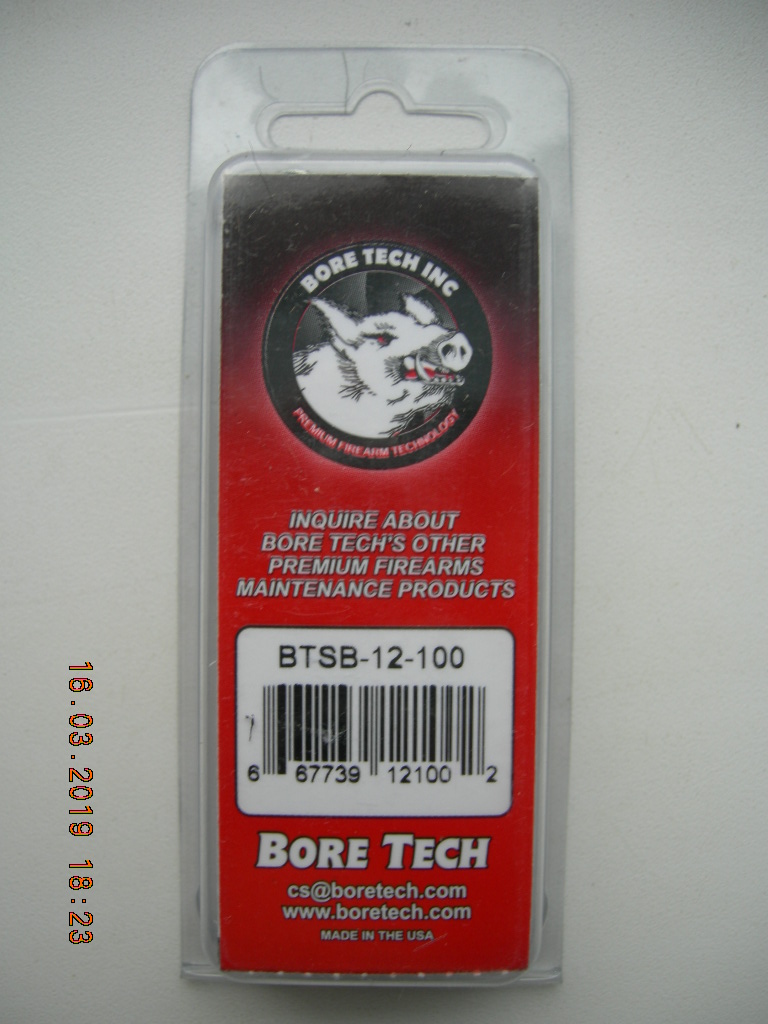 BORE TECH INC
PREMIUM FIREARM TECHNOLOGY
INQUIRE ABOUT
BORE TECH'S OTHER
PREMIUM FIREARMS
MAINTENANCE PRODUCTS
BTSB-12-100
6 67739 12100 2
BORE TECH
cs@boretech.com
www.boretech.com
MADE IN THE USA
16.03.2019 18:23